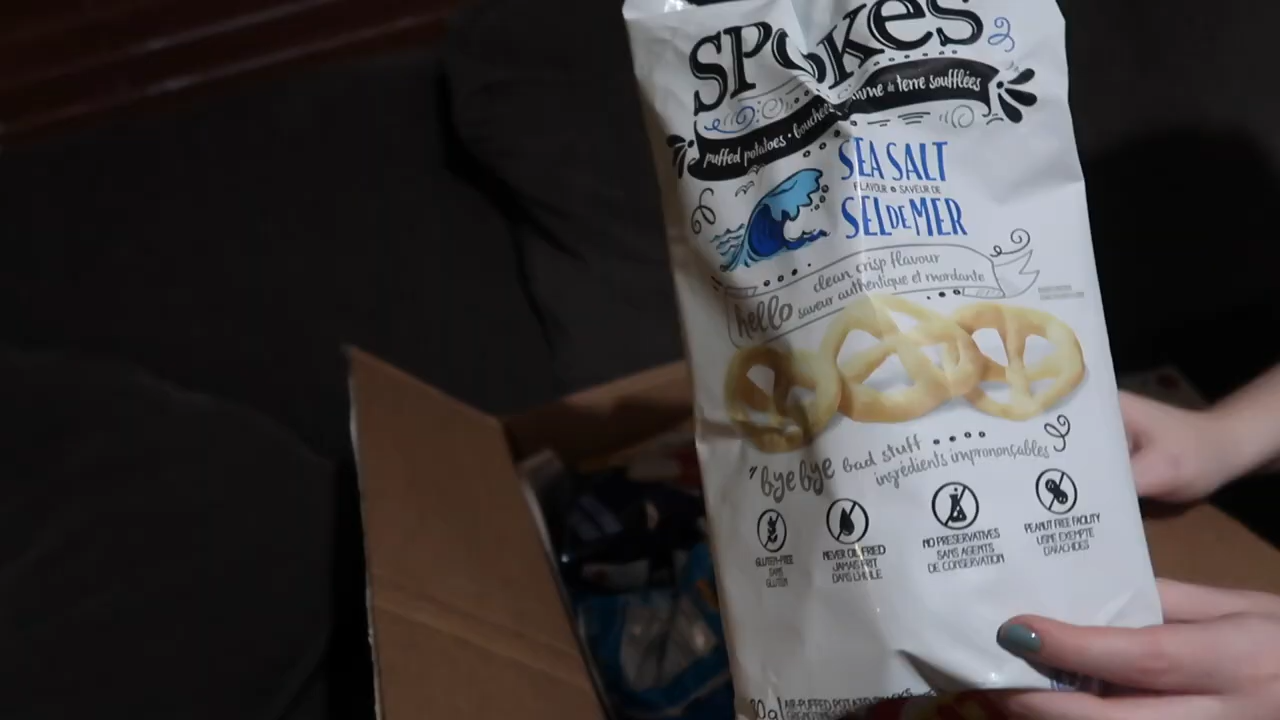 SPOKES
puffed potatoes • bouchées de terre soufflées
SEA SALT
FLAVOUR • SAVEUR DE
SEL DE MER
hello clean crisp flavour
saveur authentique et mordante
bye bye bad stuff
ingrédients imprononçables
GLUTEN-FREE
SANS
GLUTEN
NEVER OIL FRIED
JAMAIS FRIT
DANS L'HUILE
NO PRESERVATIVES
SANS AGENTS
DE CONSERVATION
PEANUT FREE FACILITY
USINE EXEMPTE
D'ARACHIDES
AIR-PUFFED POTATO SNACKS